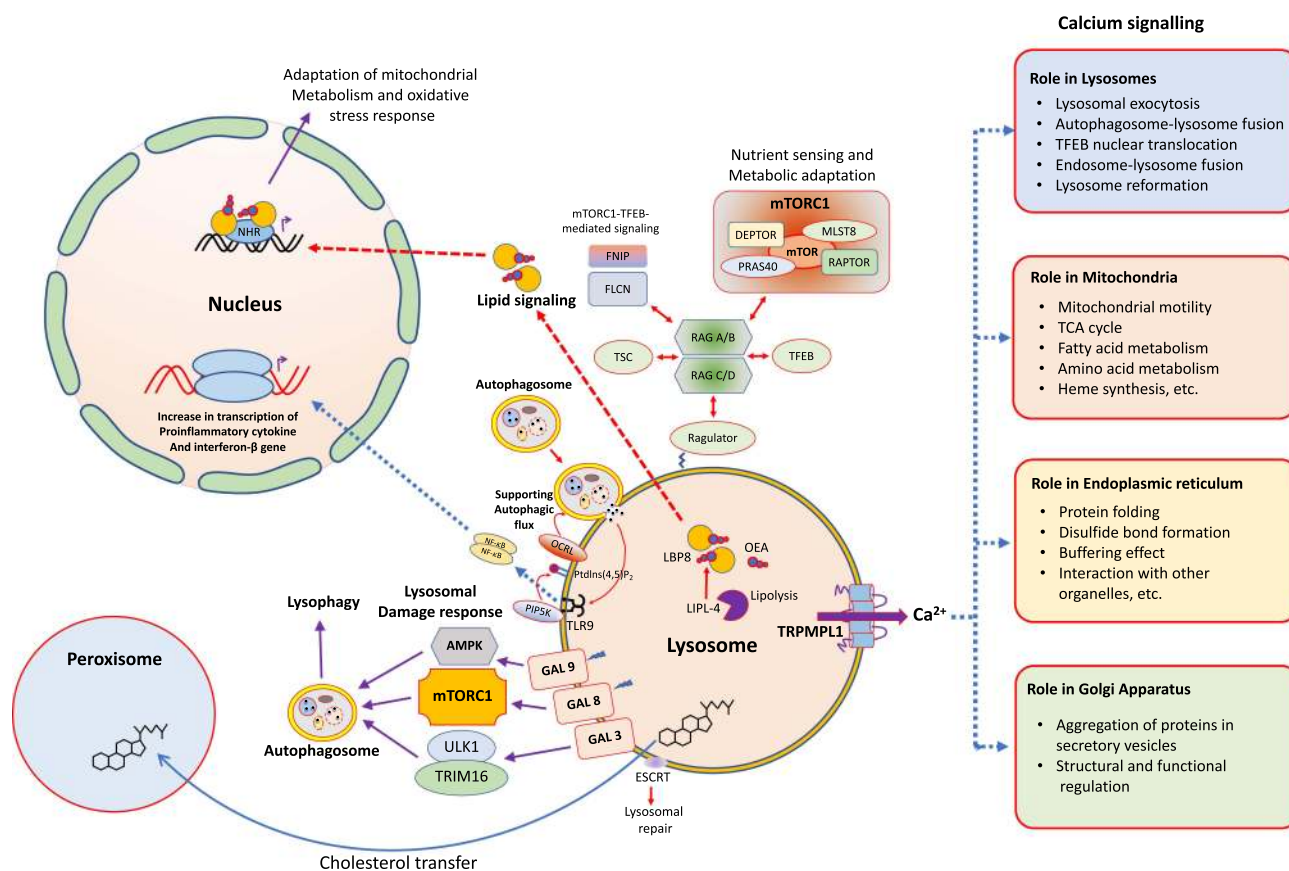 Calcium signalling
Adaptation of mitochondrial
Metabolism and oxidative
stress response
NHR
Nucleus
Increase in transcription of
Proinflammatory cytokine
And interferon-β gene
Lipid signaling
mTORC1-TFEB-
mediated signaling
FNIP
FLCN
Nutrient sensing and
Metabolic adaptation
mTORC1
DEPTOR
MLST8
mTOR
PRAS40
RAPTOR
RAG A/B
TSC
TFEB
RAG C/D
Ragulator
Autophagosome
Supporting
Autophagic
flux
OCRL
NF-κB
NF-κB
PtdIns(4,5)P2
PIP5K
TLR9
LBP8
OEA
LIPL-4
Lipolysis
Lysosome
TRPMPL1
Ca2+
Lysosomal
Damage response
Lysophagy
AMPK
mTORC1
ULK1
TRIM16
Autophagosome
GAL 9
GAL 8
GAL 3
ESCRT
Lysosomal
repair
Peroxisome
Cholesterol transfer
Role in Lysosomes
• Lysosomal exocytosis
• Autophagosome-lysosome fusion
• TFEB nuclear translocation
• Endosome-lysosome fusion
• Lysosome reformation
Role in Mitochondria
• Mitochondrial motility
• TCA cycle
• Fatty acid metabolism
• Amino acid metabolism
• Heme synthesis, etc.
Role in Endoplasmic reticulum
• Protein folding
• Disulfide bond formation
• Buffering effect
• Interaction with other
organelles, etc.
Role in Golgi Apparatus
• Aggregation of proteins in
secretory vesicles
• Structural and functional
regulation